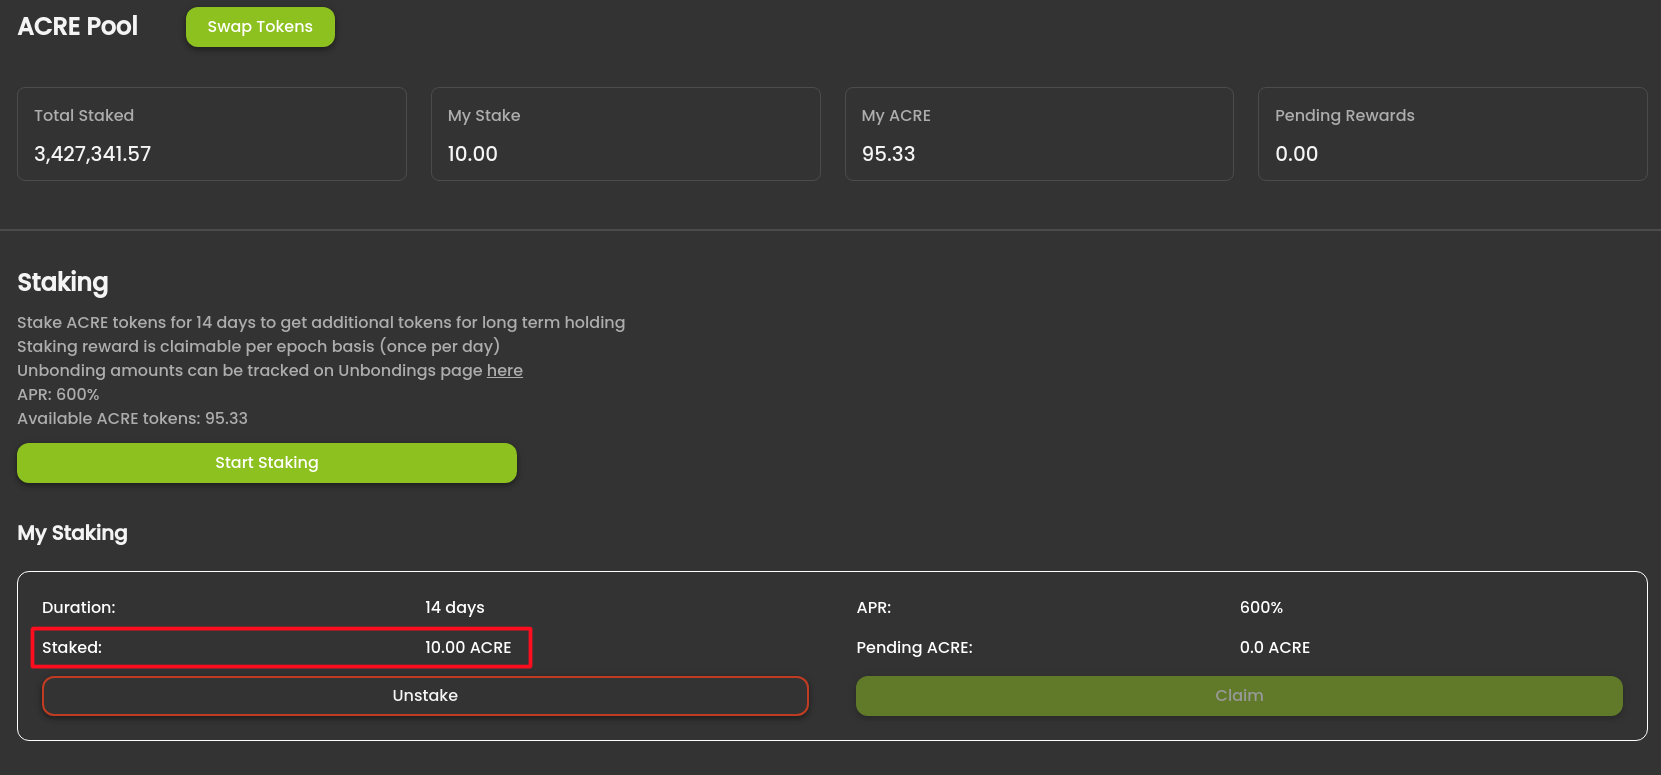 ACRE Pool
Swap Tokens
Total Staked
3,427,341.57
My Stake
10.00
My ACRE
95.33
Pending Rewards
0.00
Staking
Stake ACRE tokens for 14 days to get additional tokens for long term holding
Staking reward is claimable per epoch basis (once per day)
Unbonding amounts can be tracked on Unbondings page here
APR: 600%
Available ACRE tokens: 95.33
Start Staking
My Staking
Duration: 14 days APR: 600%
Staked: 10.00 ACRE Pending ACRE: 0.0 ACRE
Unstake Claim